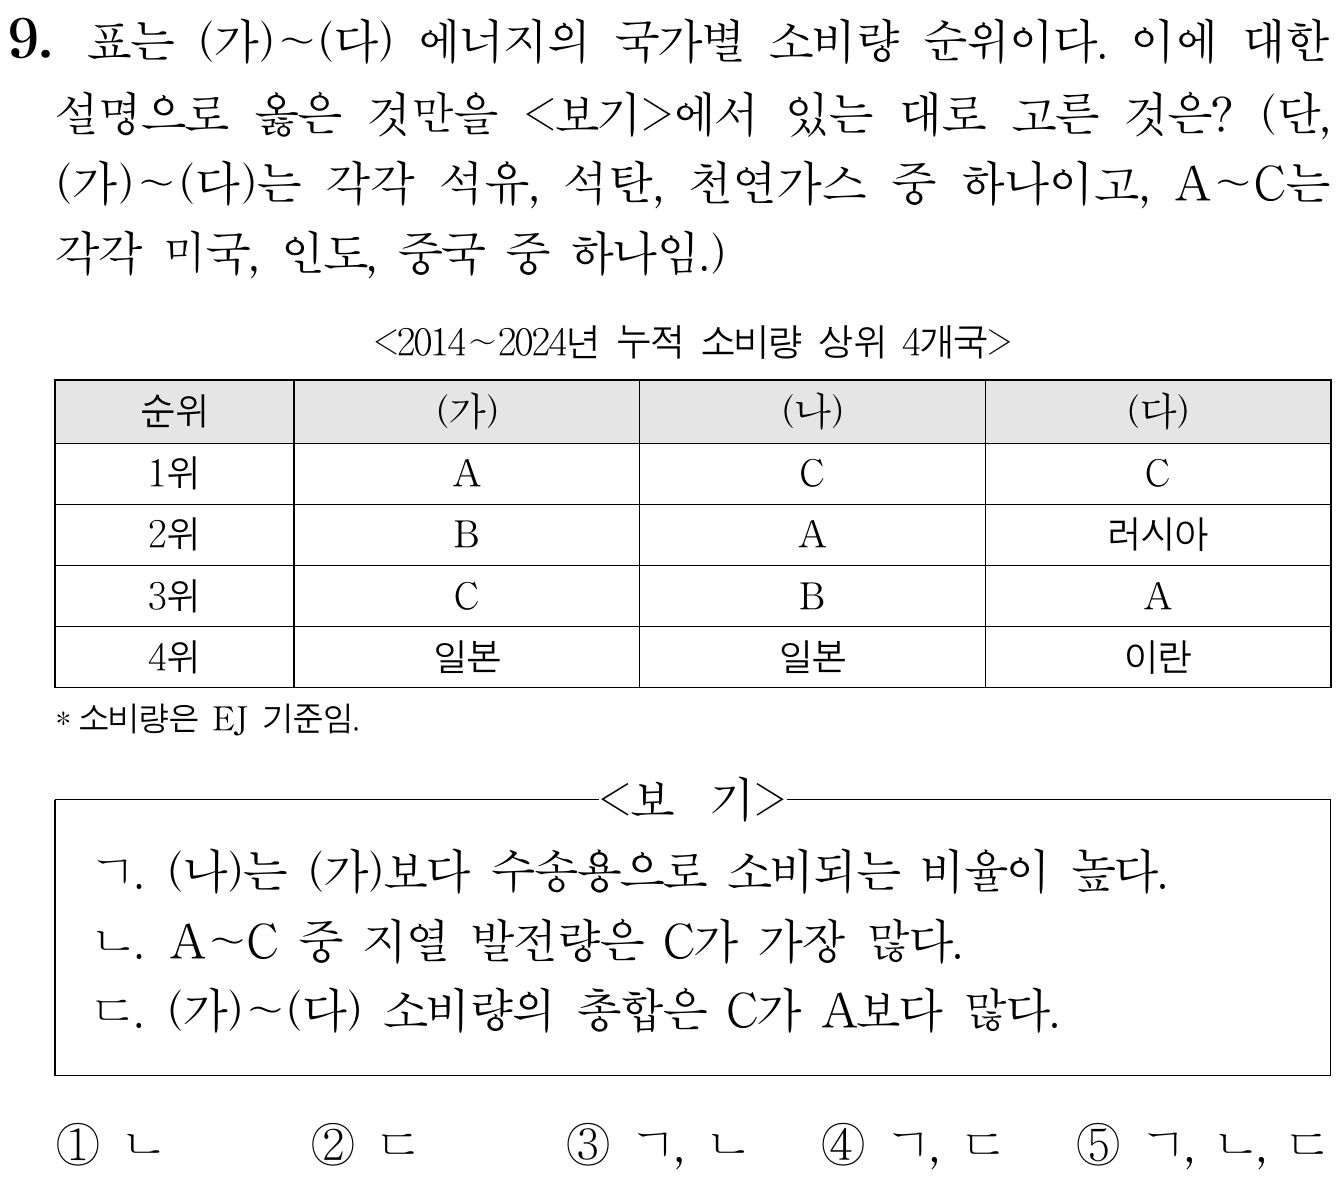 9. 표는 (가)~(다) 에너지의 국가별 소비량 순위이다. 이에 대한
설명으로 옳은 것만을 <보기>에서 있는 대로 고른 것은? (단,
(가)~(다)는 각각 석유, 석탄, 천연가스 중 하나이고, A~C는
각각 미국, 인도, 중국 중 하나임.)
<2014~2024년 누적 소비량 상위 4개국>
순위 (가) (나) (다)
1위 A C C
2위 B A 러시아
3위 C B A
4위 일본 일본 이란
* 소비량은 EJ 기준임.
<보 기>
ㄱ. (나)는 (가)보다 수송용으로 소비되는 비율이 높다.
ㄴ. A~C 중 지열 발전량은 C가 가장 많다.
ㄷ. (가)~(다) 소비량의 총합은 C가 A보다 많다.
① ㄴ ② ㄷ ③ ㄱ, ㄴ ④ ㄱ, ㄷ ⑤ ㄱ, ㄴ, ㄷ